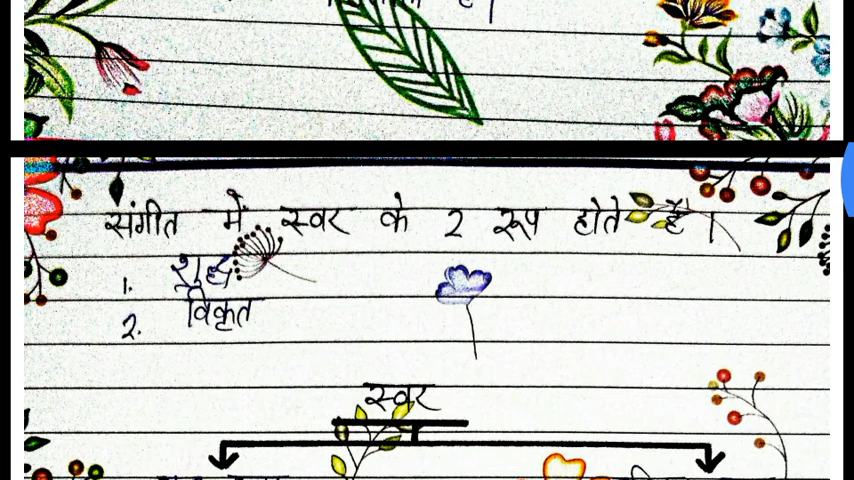 है।
संगीत में स्वर के 2 रूप होते है ।
1. शुद्ध
2. विकृत
स्वर